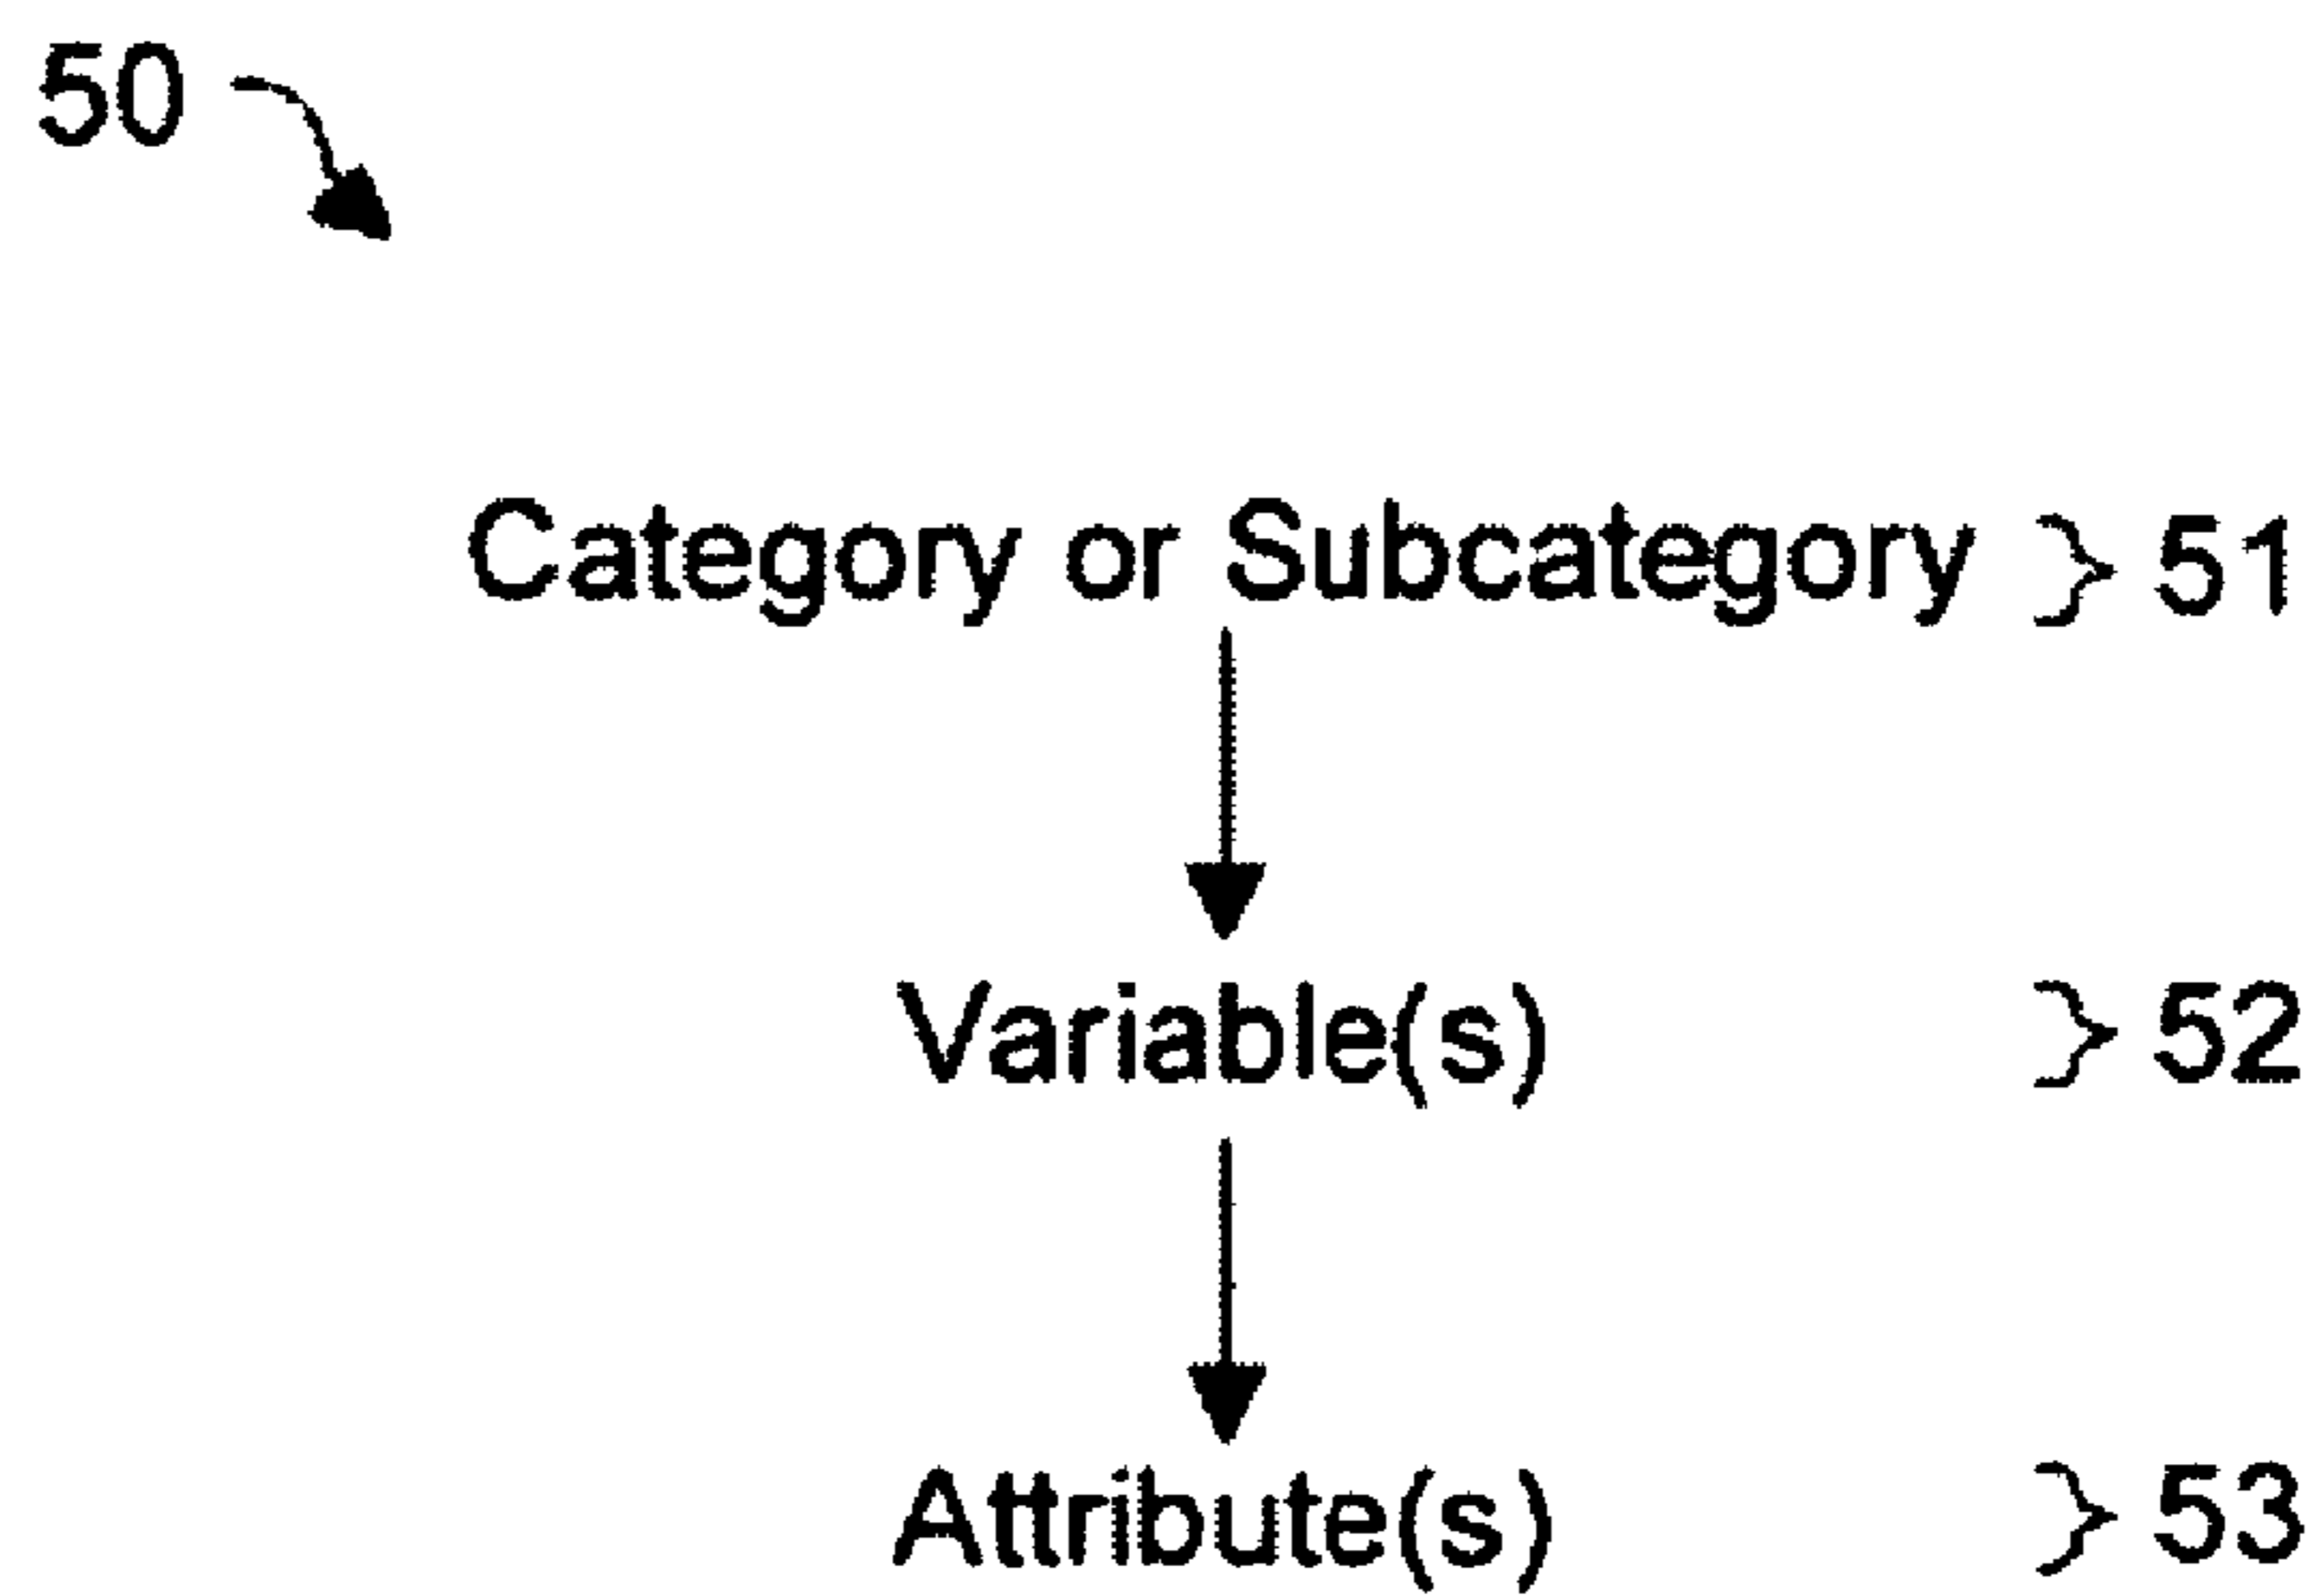 50
Category or Subcategory } 51
Variable(s) } 52
Attribute(s) } 53